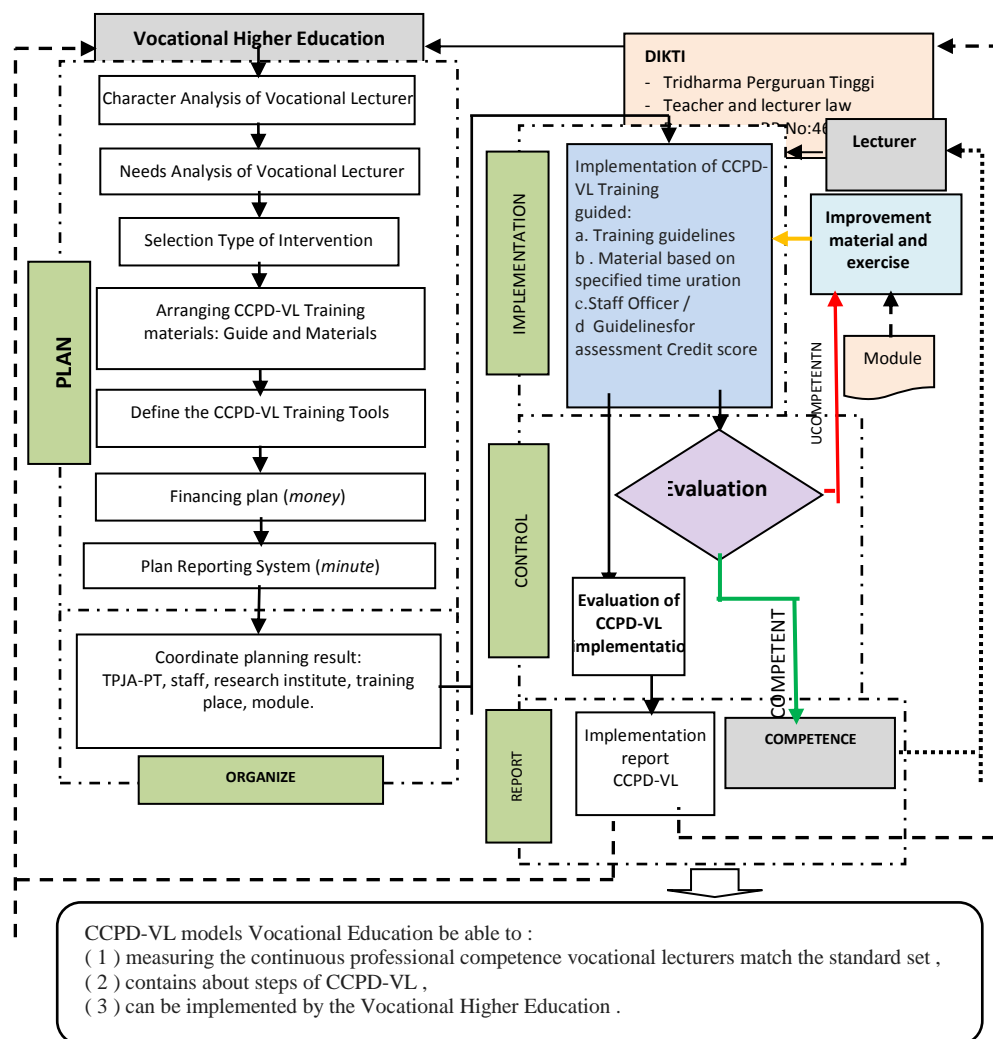 Vocational Higher Education
Character Analysis of Vocational Lecturer
Needs Analysis of Vocational Lecturer
Selection Type of Intervention
Arranging CCPD-VL Training
materials: Guide and Materials
Define the CCPD-VL Training Tools
Financing plan (money)
Plan Reporting System (minute)
PLAN
Coordinate planning result:
TPJA-PT, staff, research institute, training
place, module.
ORGANIZE
DIKTI
- Tridharma Perguruan Tinggi
- Teacher and lecturer law
No:46
Lecturer
IMPLEMENTATION
Implementation of CCPD-
VL Training
guided:
a. Training guidelines
b . Material based on
specified time uration
c.Staff Officer /
d Guidelinesfor
assessment Credit score
Improvement
material and
exercise
Module
UCOMPETENTN
CONTROL
Evaluation
Evaluation of
CCPD-VL
implementatio
COMPETENT
REPORT
Implementation
report
CCPD-VL
COMPETENCE
CCPD-VL models Vocational Education be able to :
( 1 ) measuring the continuous professional competence vocational lecturers match the standard set ,
( 2 ) contains about steps of CCPD-VL ,
( 3 ) can be implemented by the Vocational Higher Education .